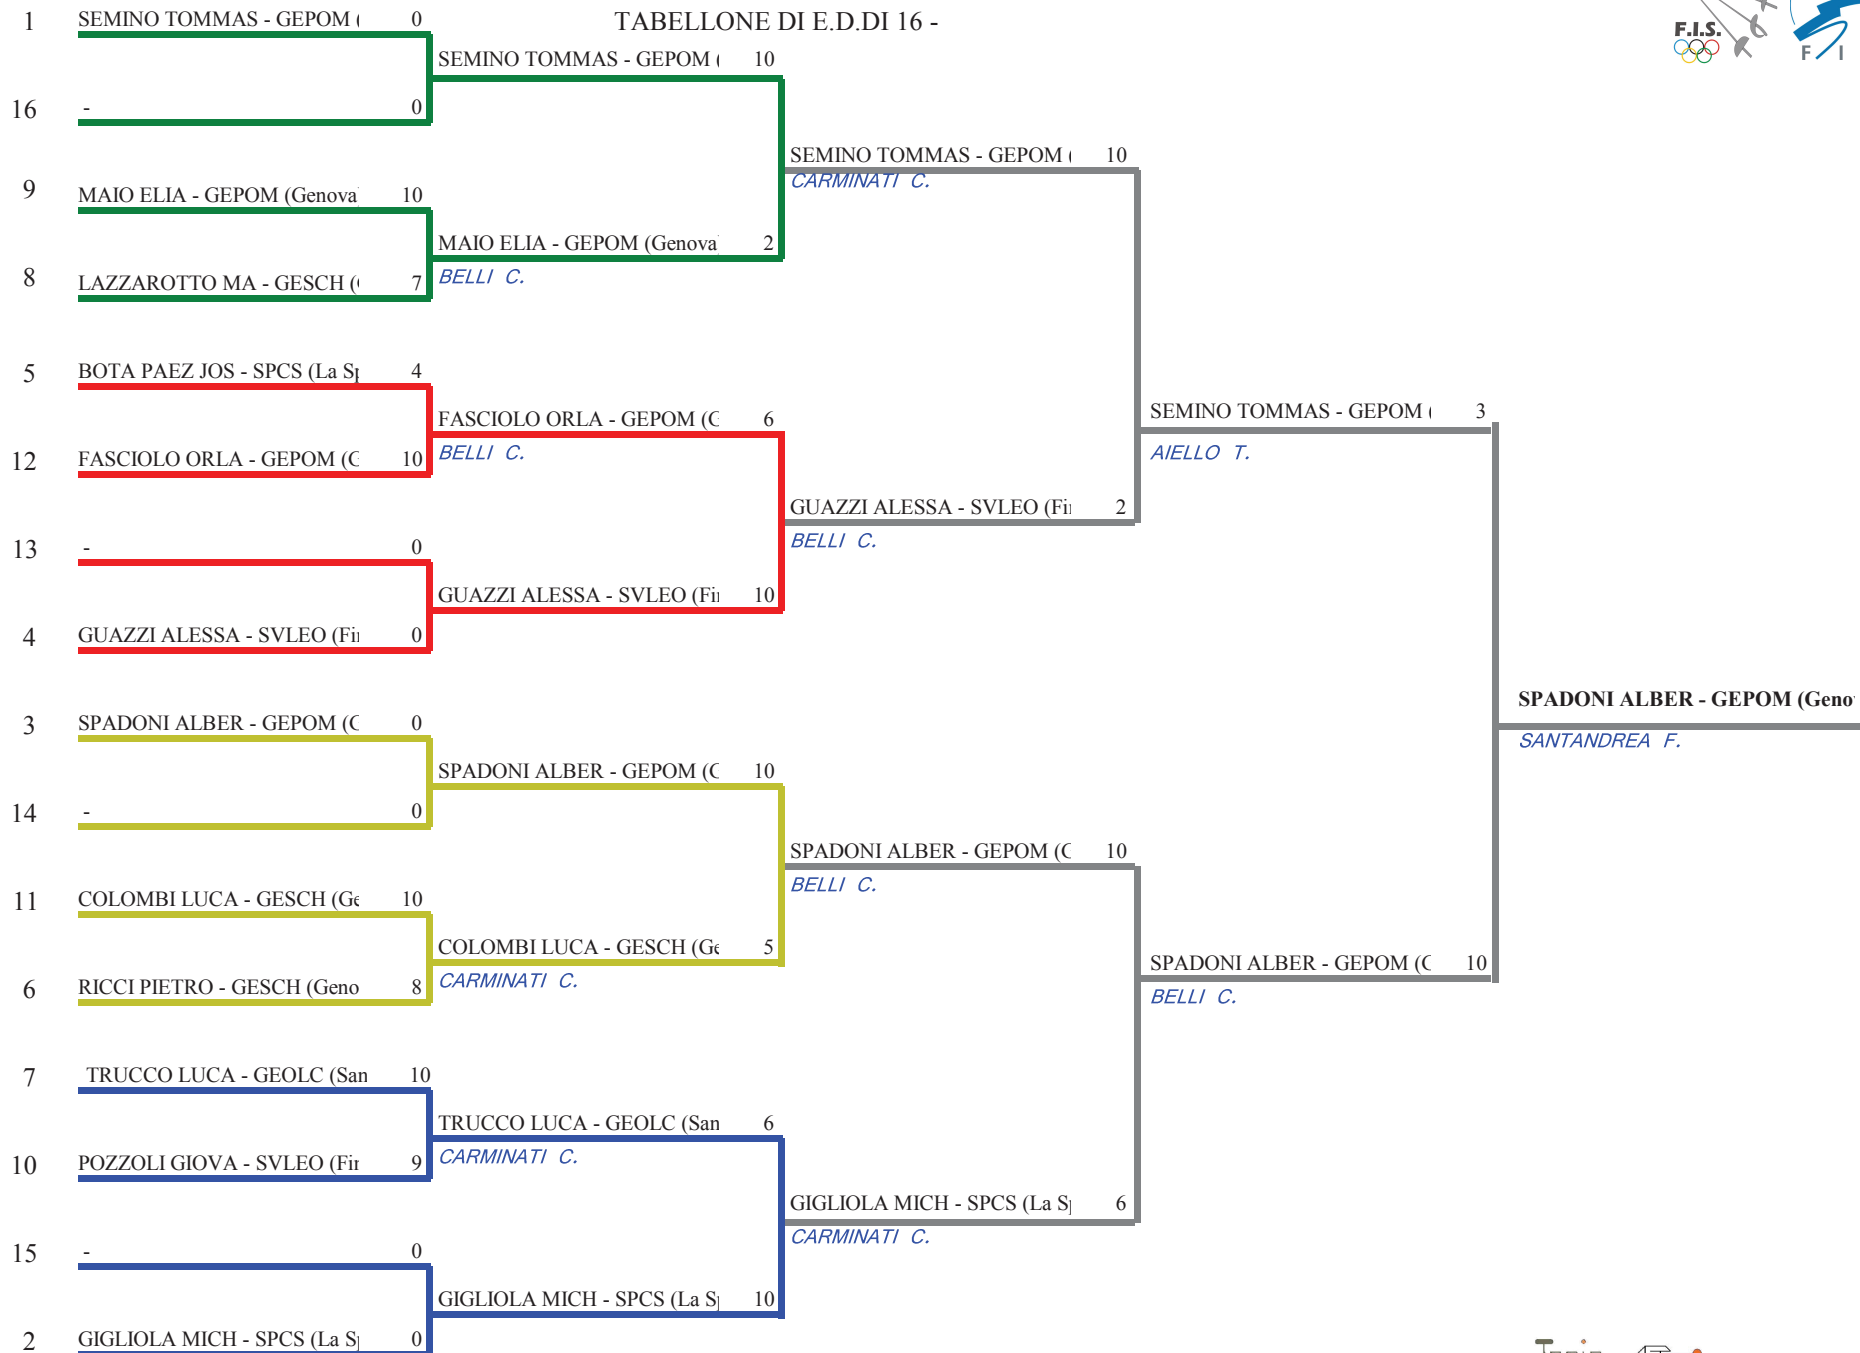 TABELLONE DI E.D.DI 16 -
F.I.S.
F I
1 SEMINO TOMMAS - GEPOM ( 0
SEMINO TOMMAS - GEPOM ( 10
16 - 0
SEMINO TOMMAS - GEPOM ( 10
CARMINATI C.
9 MAIO ELIA - GEPOM (Genova 10
MAIO ELIA - GEPOM (Genova) 2
BELLI C.
8 LAZZAROTTO MA - GESCH ( 7
5 BOTA PAEZ JOS - SPCS (La Sp 4
FASCIOLO ORLA - GEPOM (G 6
BELLI C.
SEMINO TOMMAS - GEPOM ( 3
AIELLO T.
12 FASCIOLO ORLA - GEPOM (G 10
GUAZZI ALESSA - SVLEO (Fin 2
BELLI C.
13 - 0
GUAZZI ALESSA - SVLEO (Fin 10
4 GUAZZI ALESSA - SVLEO (Fin 0
SPADONI ALBER - GEPOM (Geno
SANTANDREA F.
3 SPADONI ALBER - GEPOM (G 0
SPADONI ALBER - GEPOM (G 10
14 - 0
SPADONI ALBER - GEPOM (G 10
BELLI C.
11 COLOMBI LUCA - GESCH (Ge 10
COLOMBI LUCA - GESCH (Ge 5
CARMINATI C.
SPADONI ALBER - GEPOM (G 10
BELLI C.
6 RICCI PIETRO - GESCH (Geno 8
7 TRUCCO LUCA - GEOLC (San 10
TRUCCO LUCA - GEOLC (San 6
CARMINATI C.
10 POZZOLI GIOVA - SVLEO (Fin 9
GIGLIOLA MICH - SPCS (La Sp 6
CARMINATI C.
15 - 0
GIGLIOLA MICH - SPCS (La Sp 10
2 GIGLIOLA MICH - SPCS (La Sp 0